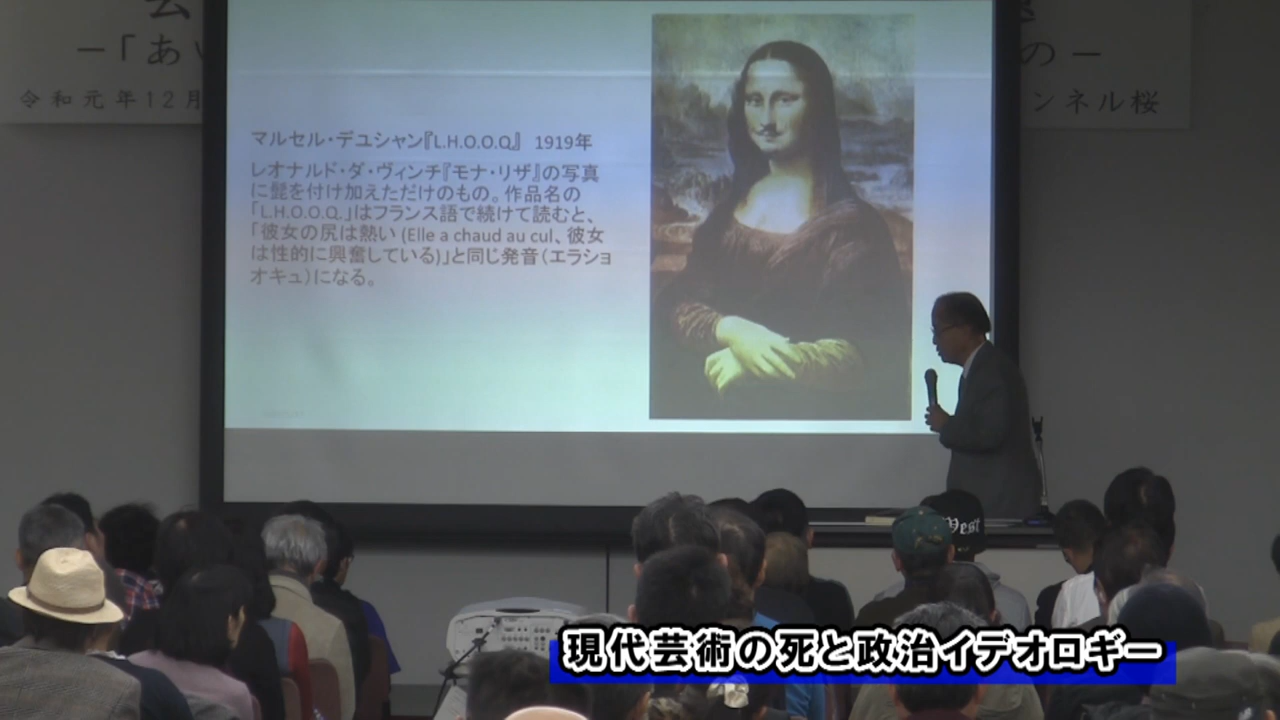 ー「あ
の ー
令和元年12月
ンネル桜
マルセル・デュシャン『L.H.O.O.Q』 1919年
レオナルド・ダ・ヴィンチ『モナ・リザ』の写真
に髭を付け加えただけのもの。作品名の
「L.H.O.O.Q.」はフランス語で続けて読むと、
「彼女の尻は熱い (Elle a chaud au cul、彼女
は性的に興奮している)」と同じ発音（エラショ
オキュ）になる。
West
現代芸術の死と政治イデオロギー